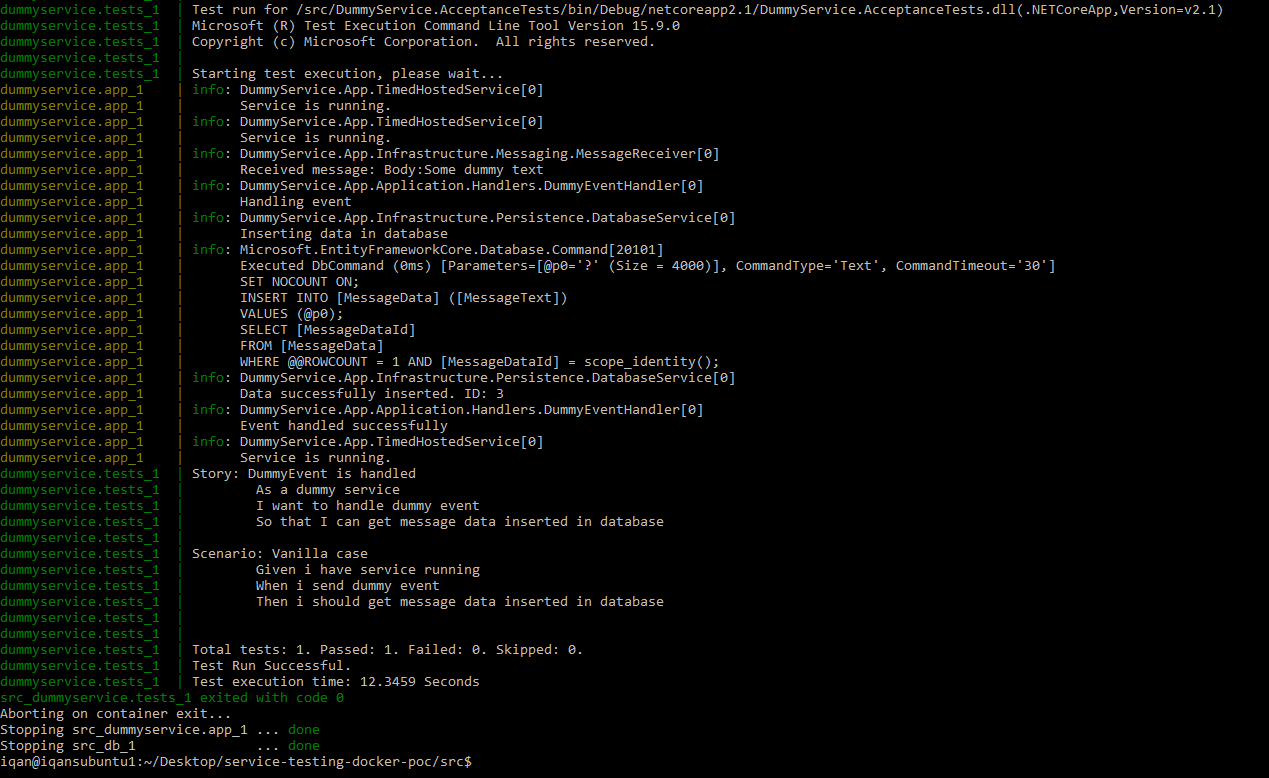 dummyservice.tests_1  | Test run for /src/DummyService.AcceptanceTests/bin/Debug/netcoreapp2.1/DummyService.AcceptanceTests.dll(.NETCoreApp,Version=v2.1)
dummyservice.tests_1  | Microsoft (R) Test Execution Command Line Tool Version 15.9.0
dummyservice.tests_1  | Copyright (c) Microsoft Corporation.  All rights reserved.
dummyservice.tests_1  |
dummyservice.tests_1  | Starting test execution, please wait...
dummyservice.app_1    | info: DummyService.App.TimedHostedService[0]
dummyservice.app_1    |       Service is running.
dummyservice.app_1    | info: DummyService.App.TimedHostedService[0]
dummyservice.app_1    |       Service is running.
dummyservice.app_1    | info: DummyService.App.Infrastructure.Messaging.MessageReceiver[0]
dummyservice.app_1    |       Received message: Body:Some dummy text
dummyservice.app_1    | info: DummyService.App.Application.Handlers.DummyEventHandler[0]
dummyservice.app_1    |       Handling event
dummyservice.app_1    | info: DummyService.App.Infrastructure.Persistence.DatabaseService[0]
dummyservice.app_1    |       Inserting data in database
dummyservice.app_1    | info: Microsoft.EntityFrameworkCore.Database.Command[20101]
dummyservice.app_1    |       Executed DbCommand (0ms) [Parameters=[@p0='?' (Size = 4000)], CommandType='Text', CommandTimeout='30']
dummyservice.app_1    |       SET NOCOUNT ON;
dummyservice.app_1    |       INSERT INTO [MessageData] ([MessageText])
dummyservice.app_1    |       VALUES (@p0);
dummyservice.app_1    |       SELECT [MessageDataId]
dummyservice.app_1    |       FROM [MessageData]
dummyservice.app_1    |       WHERE @@ROWCOUNT = 1 AND [MessageDataId] = scope_identity();
dummyservice.app_1    | info: DummyService.App.Infrastructure.Persistence.DatabaseService[0]
dummyservice.app_1    |       Data successfully inserted. ID: 3
dummyservice.app_1    | info: DummyService.App.Application.Handlers.DummyEventHandler[0]
dummyservice.app_1    |       Event handled successfully
dummyservice.app_1    | info: DummyService.App.TimedHostedService[0]
dummyservice.app_1    |       Service is running.
dummyservice.tests_1  | Story: DummyEvent is handled
dummyservice.tests_1  |         As a dummy service
dummyservice.tests_1  |         I want to handle dummy event
dummyservice.tests_1  |         So that I can get message data inserted in database
dummyservice.tests_1  |
dummyservice.tests_1  | Scenario: Vanilla case
dummyservice.tests_1  |         Given i have service running
dummyservice.tests_1  |         When i send dummy event
dummyservice.tests_1  |         Then i should get message data inserted in database
dummyservice.tests_1  |
dummyservice.tests_1  |
dummyservice.tests_1  | Total tests: 1. Passed: 1. Failed: 0. Skipped: 0.
dummyservice.tests_1  | Test Run Successful.
dummyservice.tests_1  | Test execution time: 12.3459 Seconds
src_dummyservice.tests_1 exited with code 0
Aborting on container exit...
Stopping src_dummyservice.app_1 ... done
Stopping src_db_1               ... done
iqan@iqansubuntu1:~/Desktop/service-testing-docker-poc/src$